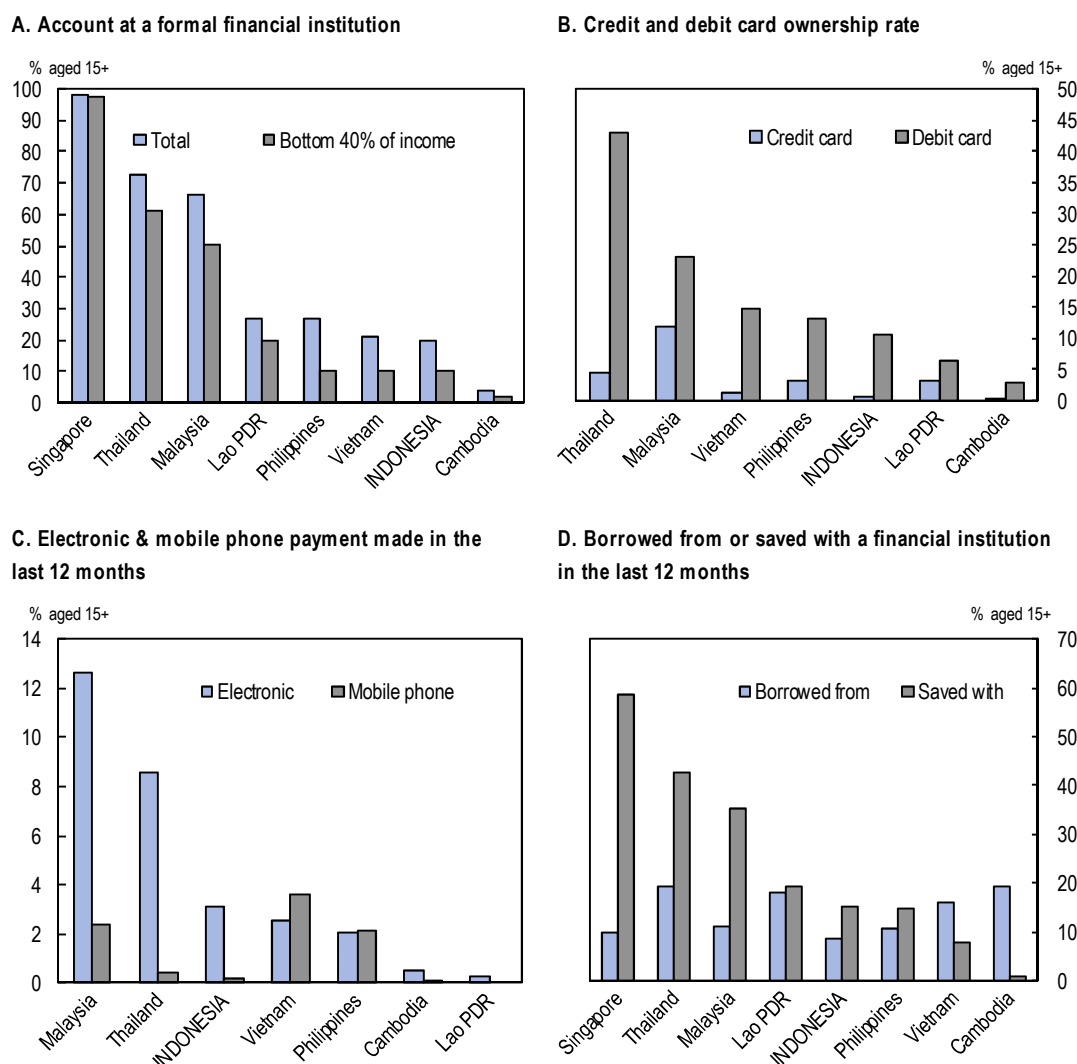 A. Account at a formal financial institution
% aged 15+
100
90
80
70
60
50
40
30
20
10
0
Total
Bottom 40% of income
Singapore
Thailand
Malaysia
Lao PDR
Philippines
Vietnam
INDONESIA
Cambodia
B. Credit and debit card ownership rate
% aged 15+
50
45
40
35
30
25
20
15
10
5
0
Credit card
Debit card
Thailand
Malaysia
Vietnam
Philippines
INDONESIA
Lao PDR
Cambodia
C. Electronic & mobile phone payment made in the
last 12 months
% aged 15+
14
12
10
8
6
4
2
0
Electronic
Mobile phone
Malaysia
Thailand
INDONESIA
Vietnam
Philippines
Cambodia
Lao PDR
D. Borrowed from or saved with a financial institution
in the last 12 months
% aged 15+
70
60
50
40
30
20
10
0
Borrowed from
Saved with
Singapore
Thailand
Malaysia
Lao PDR
INDONESIA
Philippines
Vietnam
Cambodia